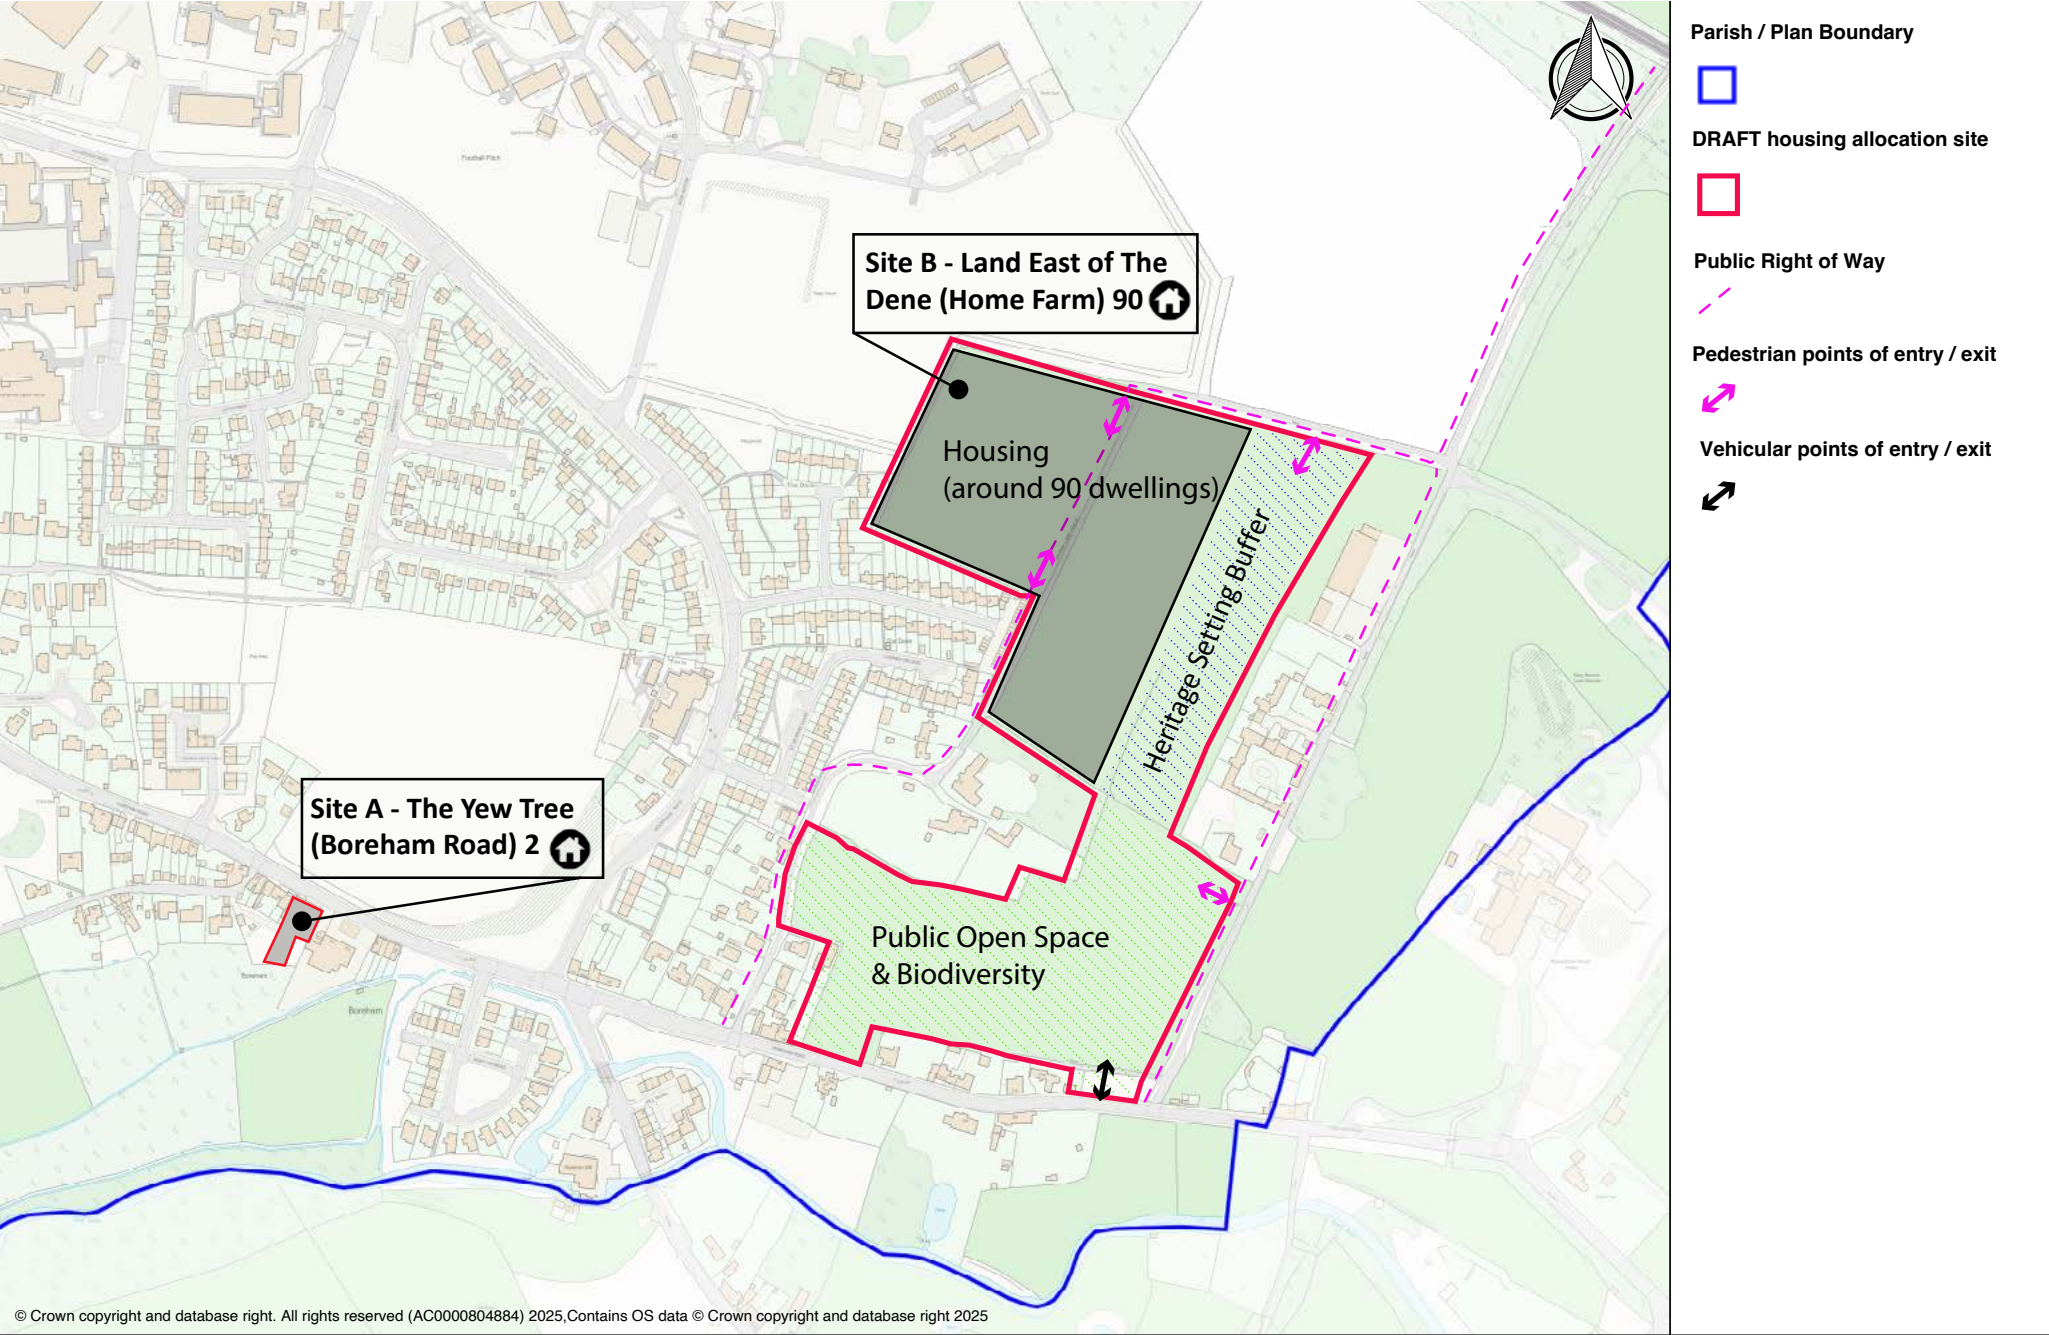 Parish / Plan Boundary
DRAFT housing allocation site
Public Right of Way
Pedestrian points of entry / exit
Vehicular points of entry / exit
Football Pitch
Site B - Land East of The
Dene (Home Farm) 90
Housing
(around 90 dwellings)
Heritage Setting Buffer
Site A - The Yew Tree
(Boreham Road) 2
Public Open Space
& Biodiversity
Boreham
© Crown copyright and database right. All rights reserved (AC0000804884) 2025,Contains OS data © Crown copyright and database right 2025